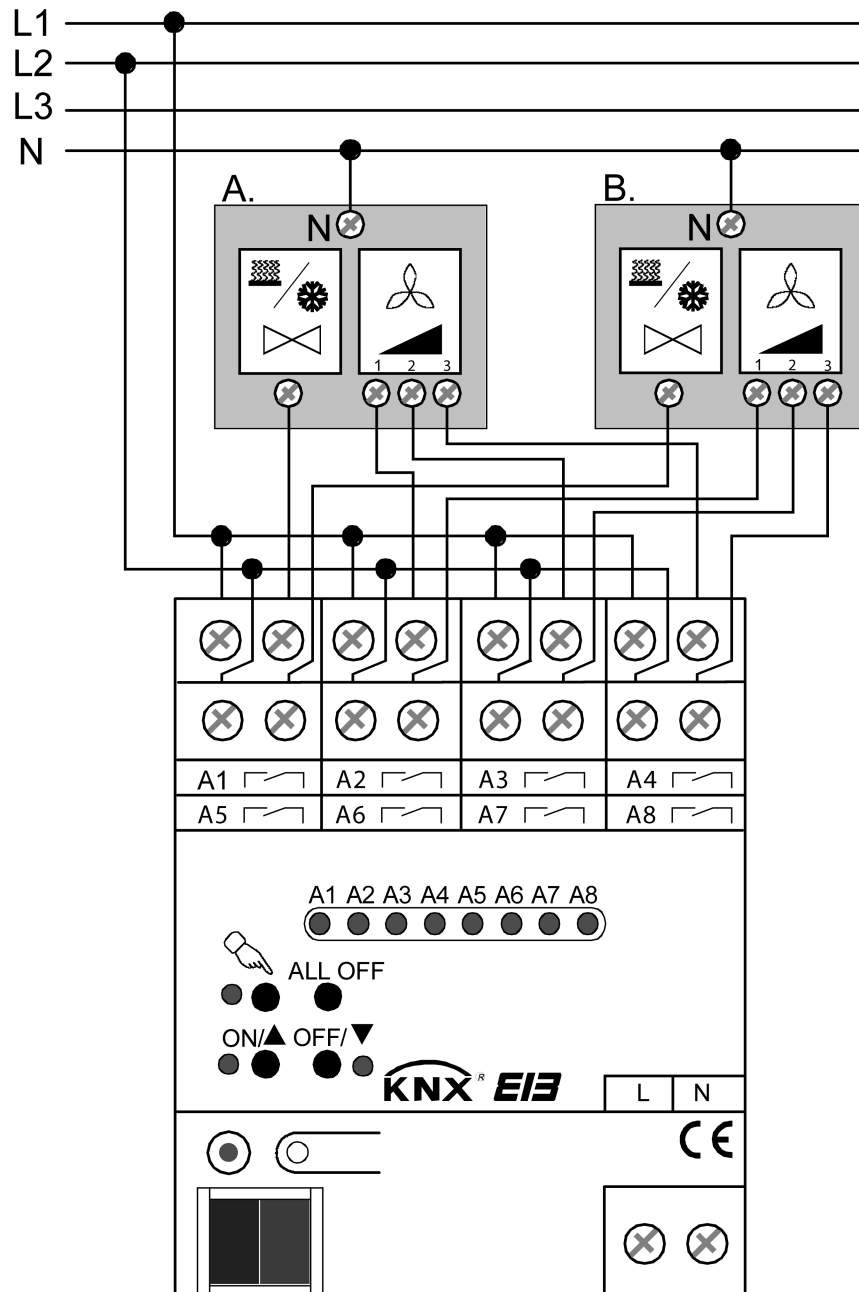 L1
L2
L3
N
A. B.
N N
1 2 3 1 2 3
A1 A2 A3 A4
A5 A6 A7 A8
A1 A2 A3 A4 A5 A6 A7 A8
ALL OFF
ON/▲ OFF/▼
KNX® EIB
L N
CE